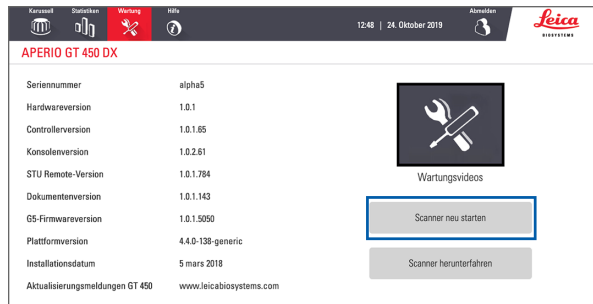 Karussell Statistiken Wartung Hilfe Abmelden
12:48 | 24. Oktober 2019
Leica
BIOSYSTEMS
APERIO GT 450 DX
Seriennummer alpha5
Hardwareversion 1.0.1
Controllerversion 1.0.1.65
Konsolenversion 1.0.2.61
STU Remote-Version 1.0.1.784
Dokumentenversion 1.0.1.143
G5-Firmwareversion 1.0.1.5050
Plattformversion 4.4.0-138-generic
Installationsdatum 5 mars 2018
Aktualisierungsmeldungen GT 450 www.leicabiosystems.com
Wartungsvideos
Scanner neu starten
Scanner herunterfahren